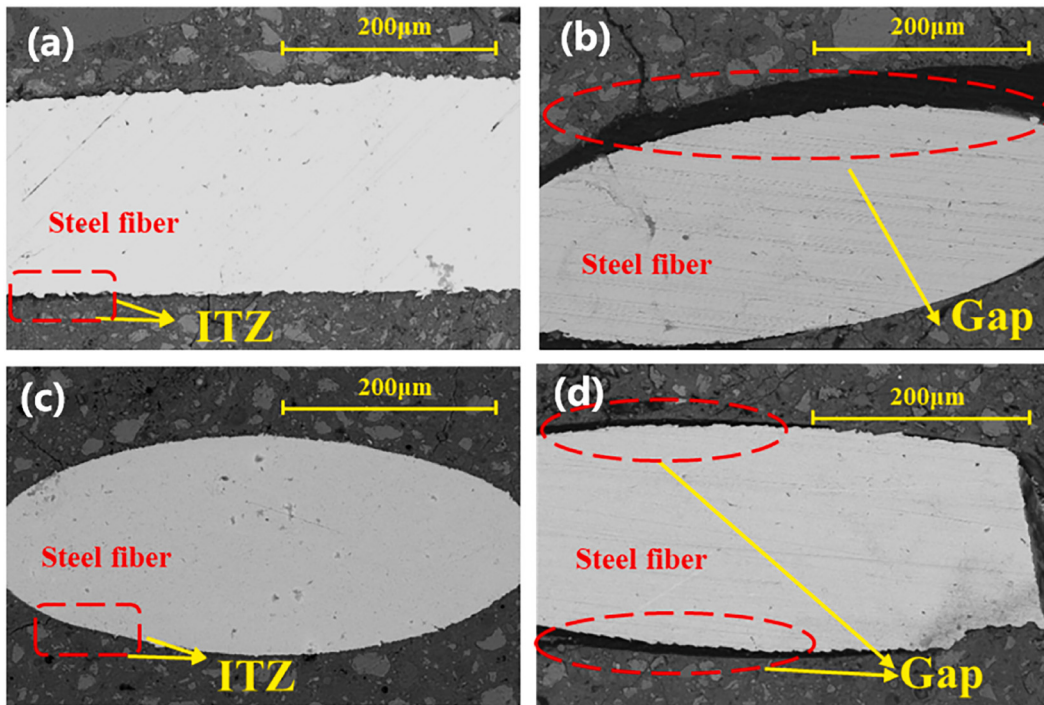 (a)
200μm
Steel fiber
ITZ
(b)
200μm
Steel fiber
Gap
(c)
200μm
Steel fiber
ITZ
(d)
200μm
Steel fiber
Gap